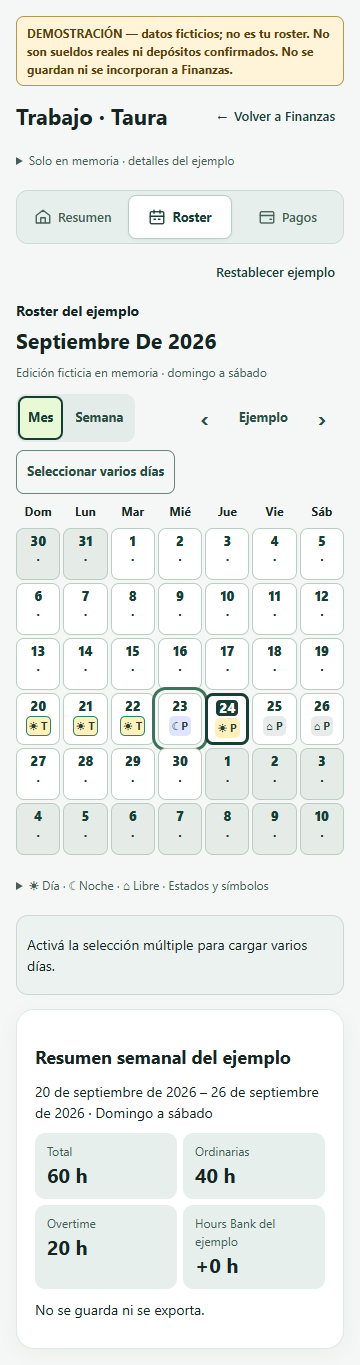 DEMOSTRACIÓN — datos ficticios; no es tu roster. No
son sueldos reales ni depósitos confirmados. No se
guardan ni se incorporan a Finanzas.
Trabajo · Taura
← Volver a Finanzas
▶ Solo en memoria · detalles del ejemplo
Resumen
Roster
Pagos
Restablecer ejemplo
Roster del ejemplo
Septiembre De 2026
Edición ficticia en memoria · domingo a sábado
Mes Semana ‹ Ejemplo ›
Seleccionar varios días
Dom Lun Mar Mié Jue Vie Sáb
30 31 1 2 3 4 5
· · · · · · ·
6 7 8 9 10 11 12
· · · · · · ·
13 14 15 16 17 18 19
· · · · · · ·
20 21 22 23 24 25 26
☀ T ☀ T ☀ T ☾ P ☀ P ⌂ P ⌂ P
27 28 29 30 1 2 3
· · · · · · ·
4 5 6 7 8 9 10
· · · · · · ·
▶ ☀ Día · ☾ Noche · ⌂ Libre · Estados y símbolos
Activá la selección múltiple para cargar varios
días.
Resumen semanal del ejemplo
20 de septiembre de 2026 – 26 de septiembre
de 2026 · Domingo a sábado
Total
60 h
Ordinarias
40 h
Overtime
20 h
Hours Bank del
ejemplo
+0 h
No se guarda ni se exporta.